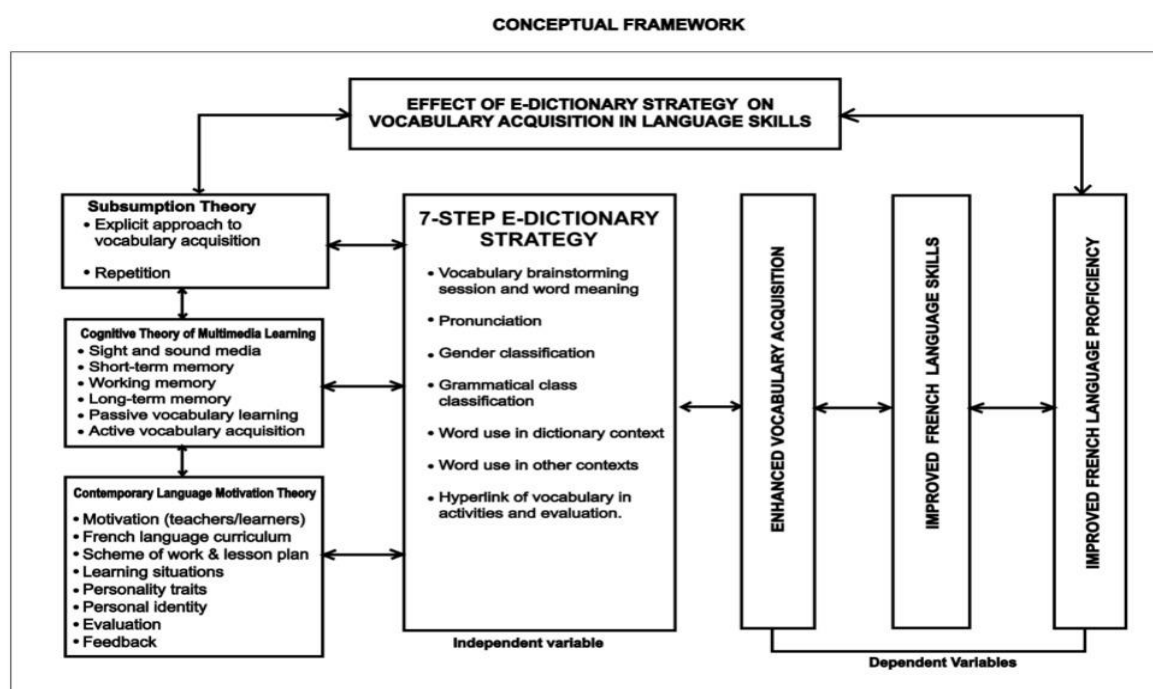 CONCEPTUAL FRAMEWORK
EFFECT OF E-DICTIONARY STRATEGY ON
VOCABULARY ACQUISITION IN LANGUAGE SKILLS
Subsumption Theory
• Explicit approach to
vocabulary acquisition
• Repetition
Cognitive Theory of Multimedia Learning
• Sight and sound media
• Short-term memory
• Working memory
• Long-term memory
• Passive vocabulary learning
• Active vocabulary acquisition
Contemporary Language Motivation Theory
• Motivation (teachers/learners)
• French language curriculum
• Scheme of work & lesson plan
• Learning situations
• Personality traits
• Personal identity
• Evaluation
• Feedback
7-STEP E-DICTIONARY
STRATEGY
• Vocabulary brainstorming
session and word meaning
• Pronunciation
• Gender classification
• Grammatical class
classification
• Word use in dictionary context
• Word use in other contexts
• Hyperlink of vocabulary in
activities and evaluation.
Independent variable
ENHANCED VOCABULARY ACQUISITION
IMPROVED FRENCH LANGUAGE SKILLS
IMPROVED FRENCH LANGUAGE PROFICIENCY
Dependent Variables